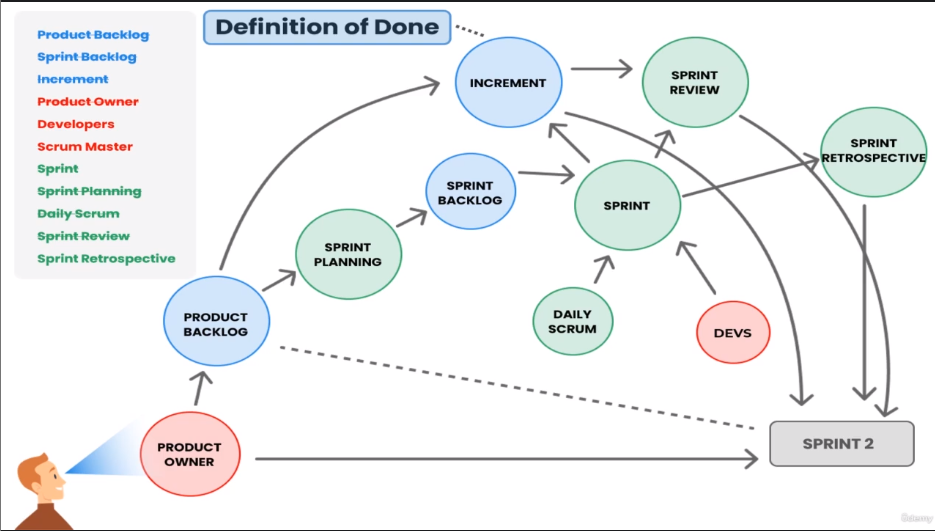 Definition of Done
Product Backlog
Sprint Backlog
Increment
Product Owner
Developers
Scrum Master
Sprint
Sprint Planning
Daily Scrum
Sprint Review
Sprint Retrospective
INCREMENT
SPRINT
REVIEW
SPRINT
RETROSPECTIVE
SPRINT
BACKLOG
SPRINT
SPRINT
PLANNING
PRODUCT
BACKLOG
DAILY
SCRUM
DEVS
PRODUCT
OWNER
SPRINT 2
Udemy